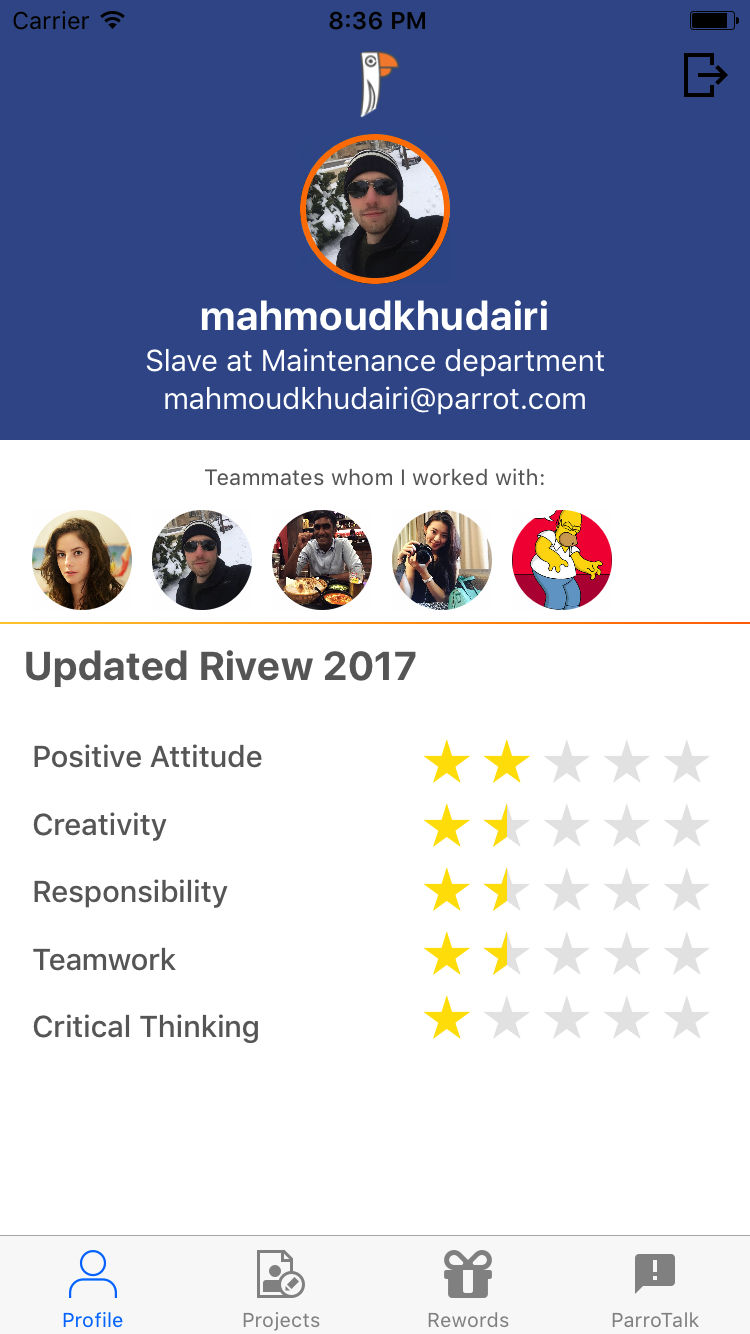 Carrier 8:36 PM
mahmoudkhudairi
Slave at Maintenance department
mahmoudkhudairi@parrot.com
Teammates whom I worked with:
Updated Rivew 2017
Positive Attitude
Creativity
Responsibility
Teamwork
Critical Thinking
Profile Projects Rewords ParroTalk